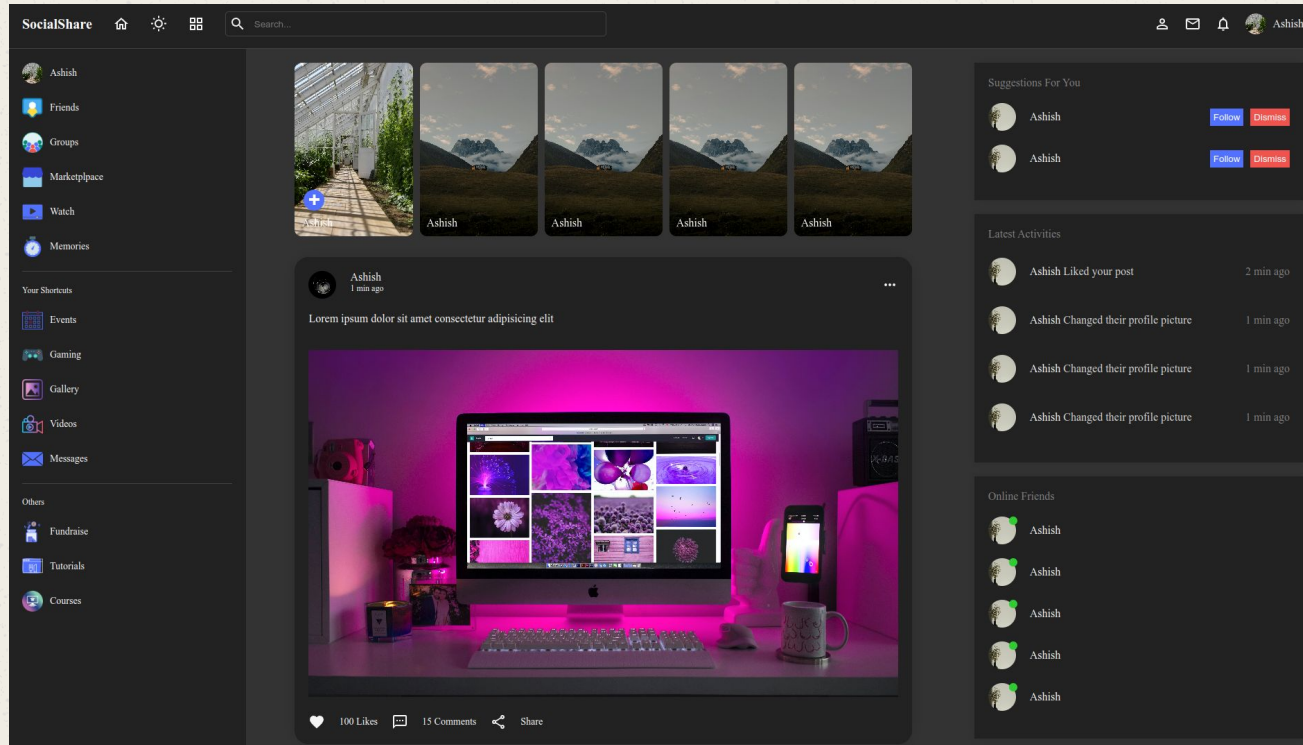 SocialShare Search... Ashish
Ashish
Friends
Groups
Marketplpace
Watch
Memories
Your Shortcuts
Events
Gaming
Gallery
Videos
Messages
Others
Fundraise
Tutorials
Courses
Ashish Ashish Ashish Ashish Ashish
Ashish
1 min ago
Lorem ipsum dolor sit amet consectetur adipisicing elit
100 Likes 15 Comments Share
Suggestions For You
Ashish Follow Dismiss
Ashish Follow Dismiss
Latest Activities
Ashish Liked your post 2 min ago
Ashish Changed their profile picture 1 min ago
Ashish Changed their profile picture 1 min ago
Ashish Changed their profile picture 1 min ago
Online Friends
Ashish
Ashish
Ashish
Ashish
Ashish